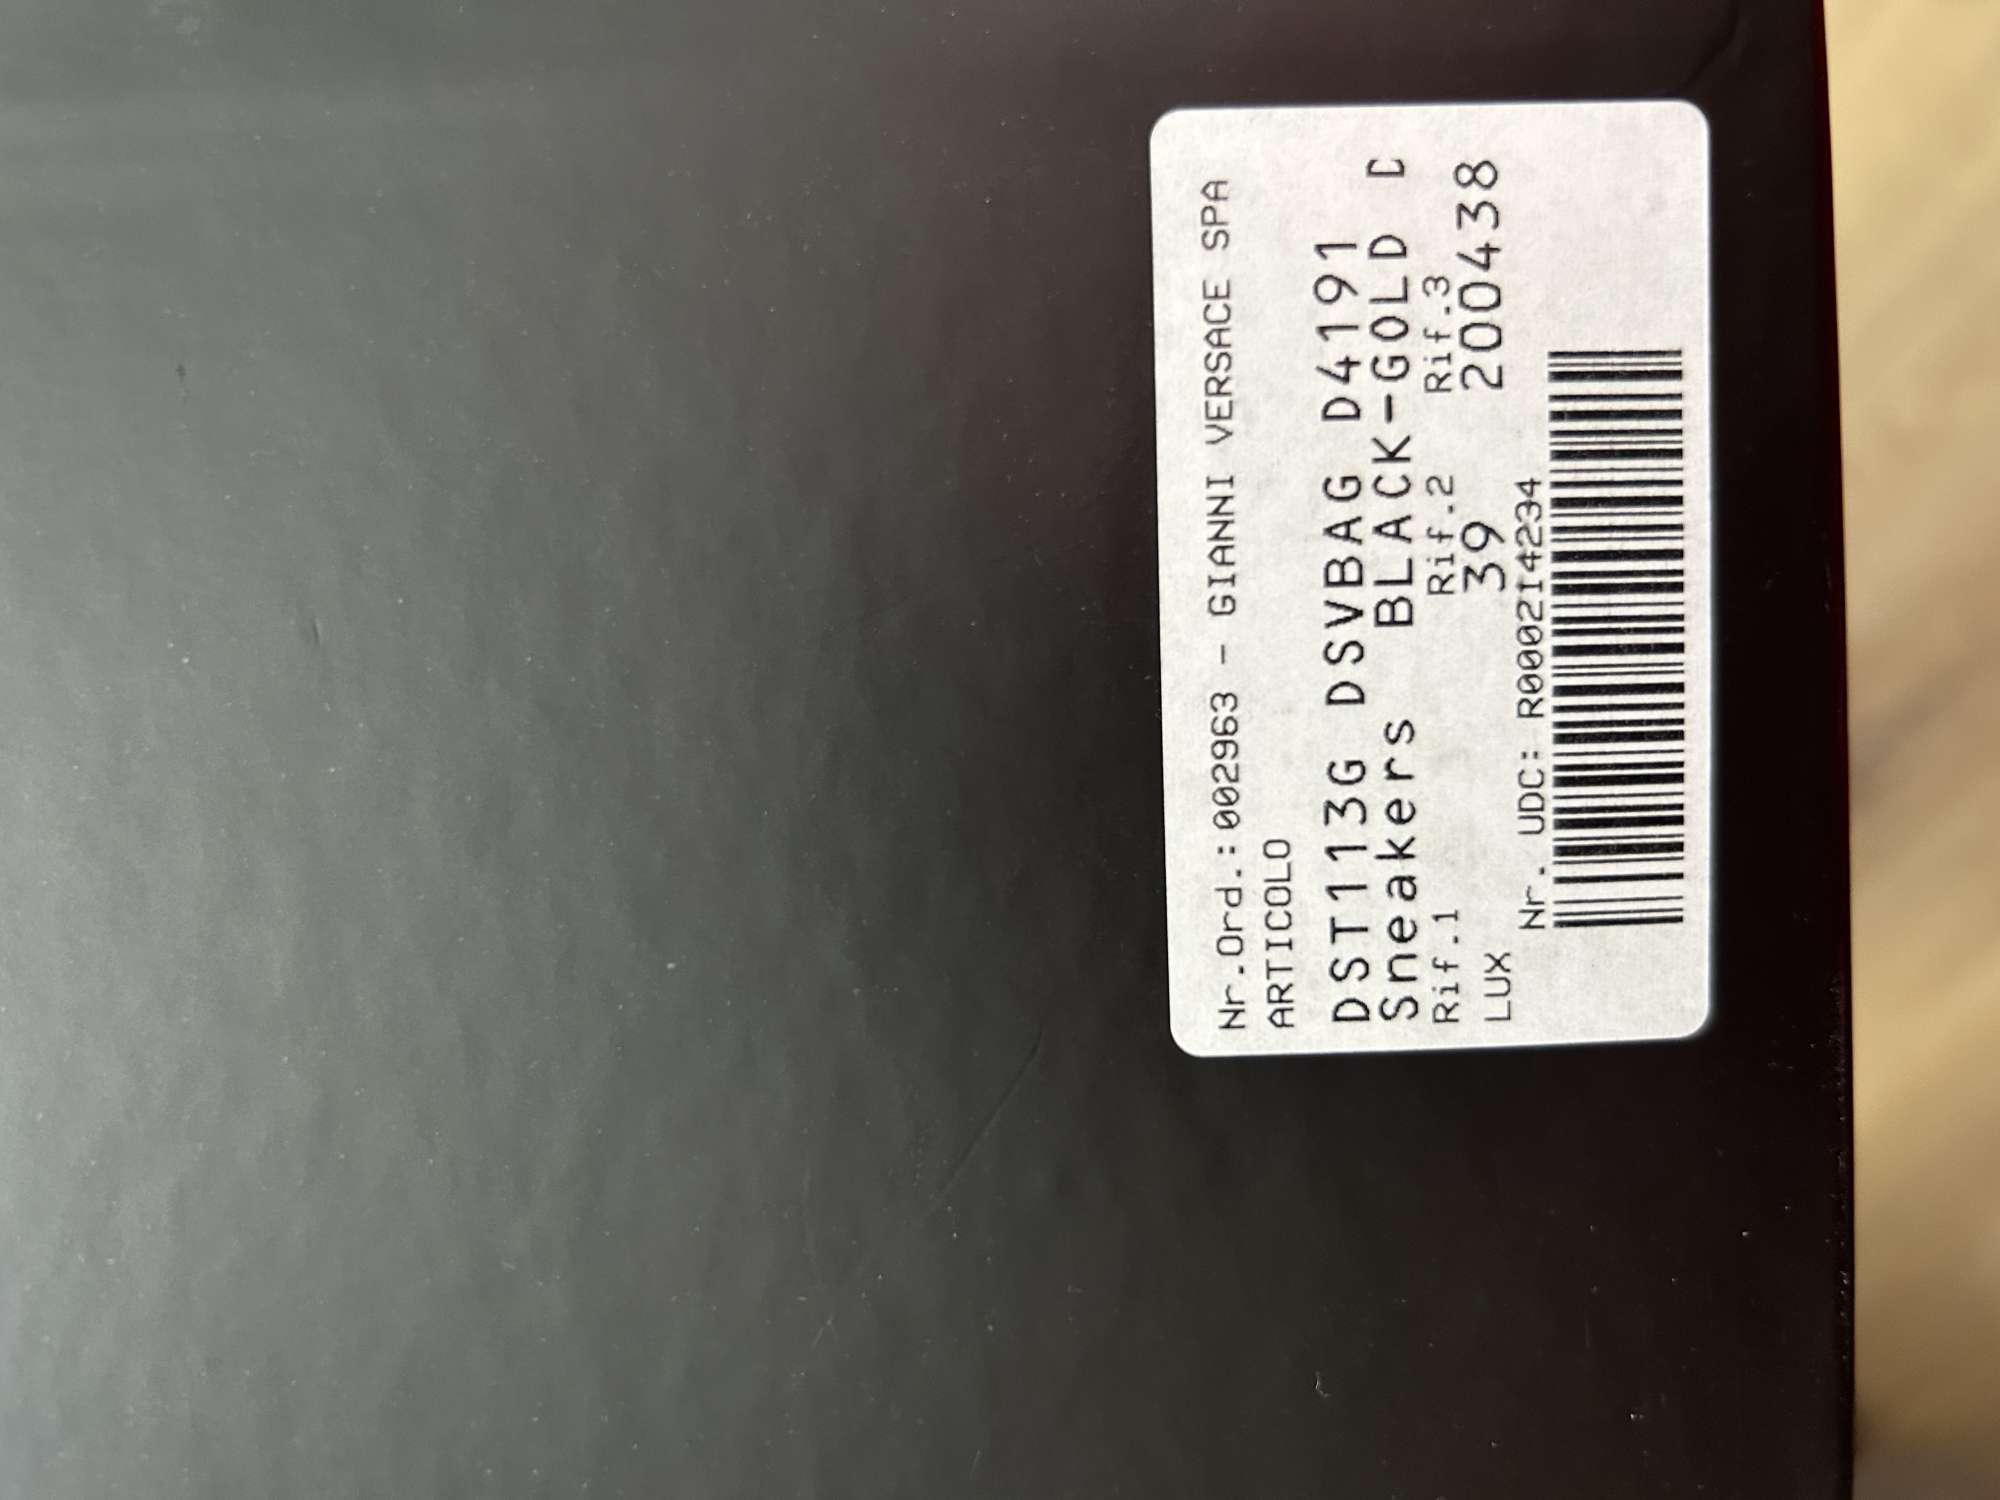 Nr.Ord.: 002963 - GIANNI VERSACE SPA
ARTICOLO
DST113G DSVBAG D4191
Sneakers BLACK-GOLD
Rif.1 Rif.2 Rif.3
LUX 39 200438
Nr. UDC: R000214234